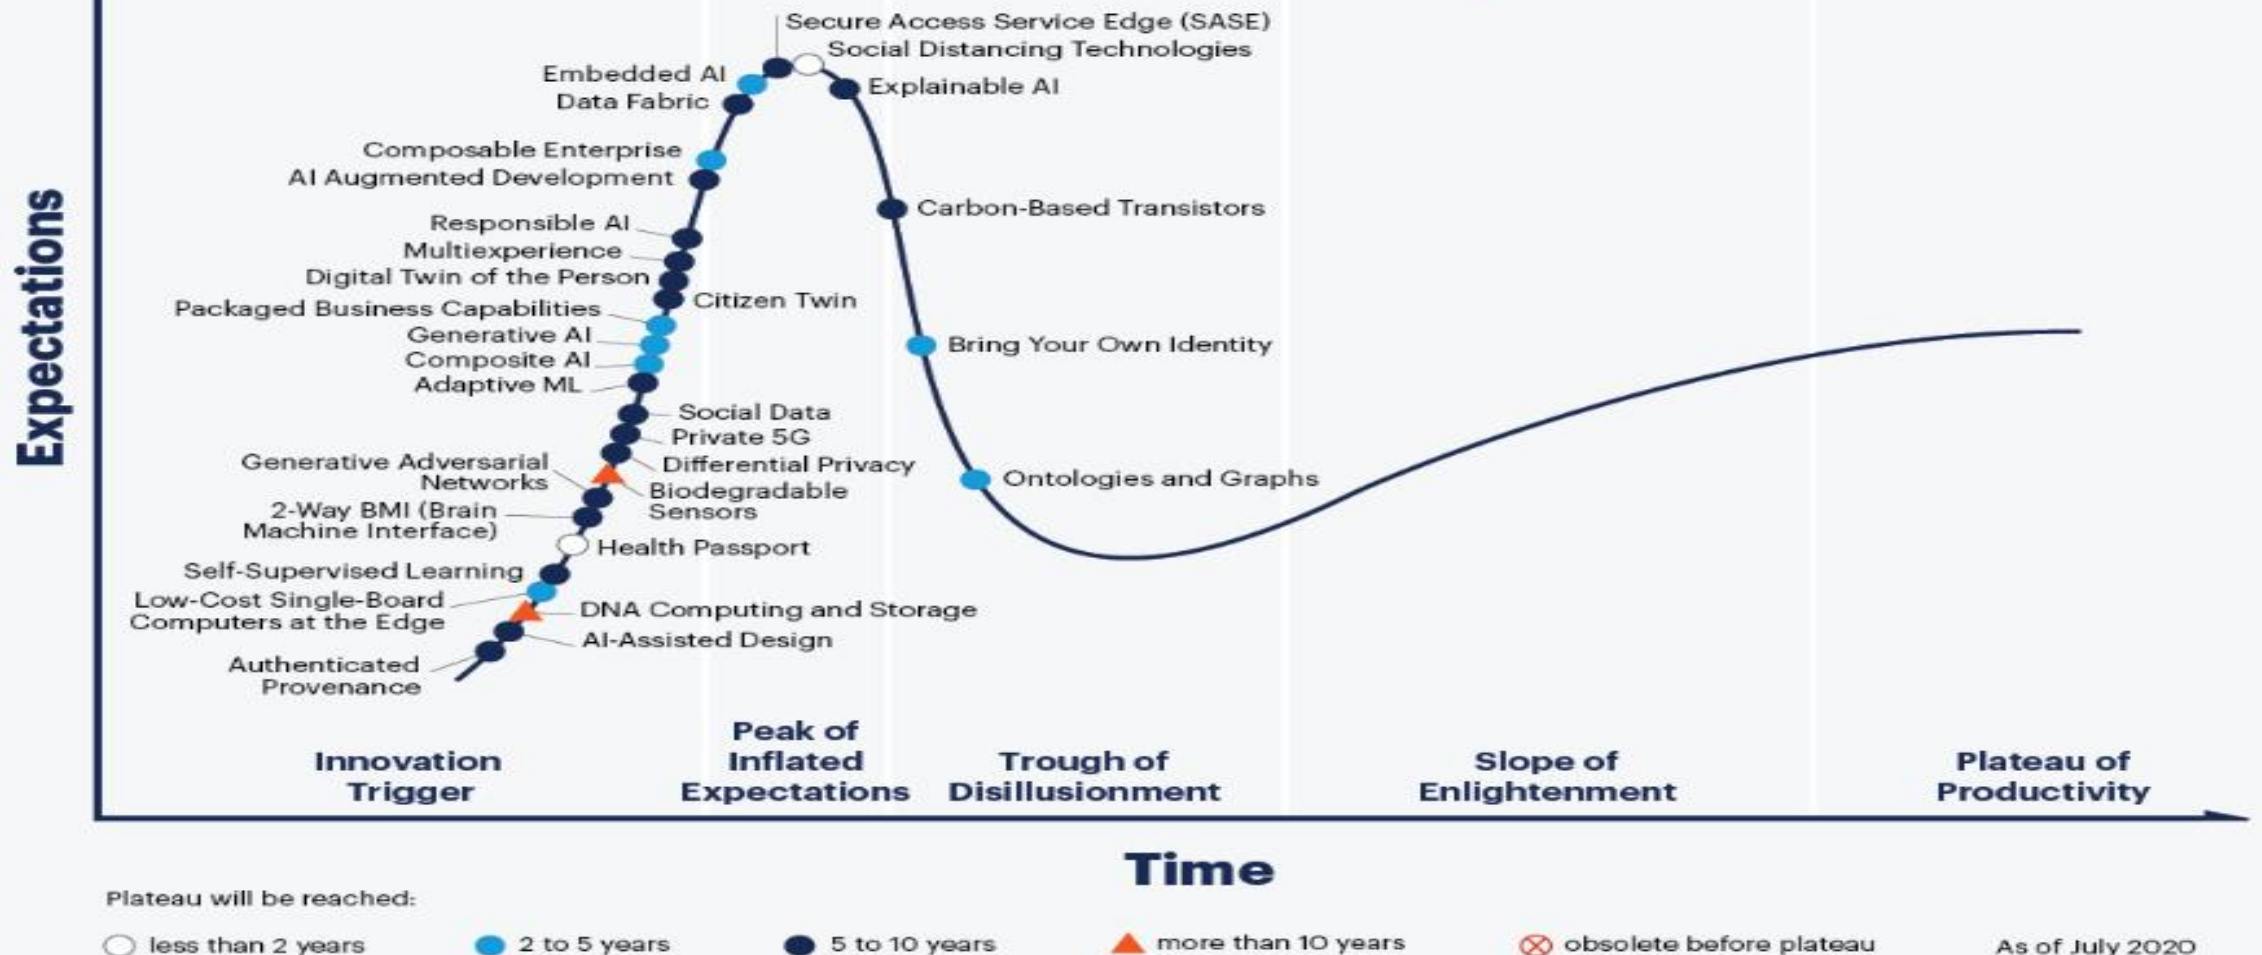 Secure Access Service Edge (SASE)
Social Distancing Technologies
Embedded AI
Explainable AI
Data Fabric
Composable Enterprise
AI Augmented Development
Carbon-Based Transistors
Responsible AI
Multiexperience
Digital Twin of the Person
Citizen Twin
Packaged Business Capabilities
Generative AI
Bring Your Own Identity
Composite AI
Adaptive ML
Social Data
Private 5G
Generative Adversarial
Networks
Differential Privacy
Ontologies and Graphs
Biodegradable
Sensors
2-Way BMI (Brain
Machine Interface)
Health Passport
Self-Supervised Learning
Low-Cost Single-Board
Computers at the Edge
DNA Computing and Storage
AI-Assisted Design
Authenticated
Provenance
Expectations
Innovation
Trigger
Peak of
Inflated
Expectations
Trough of
Disillusionment
Slope of
Enlightenment
Plateau of
Productivity
Time
Plateau will be reached:
less than 2 years
2 to 5 years
5 to 10 years
more than 10 years
obsolete before plateau
As of July 2020